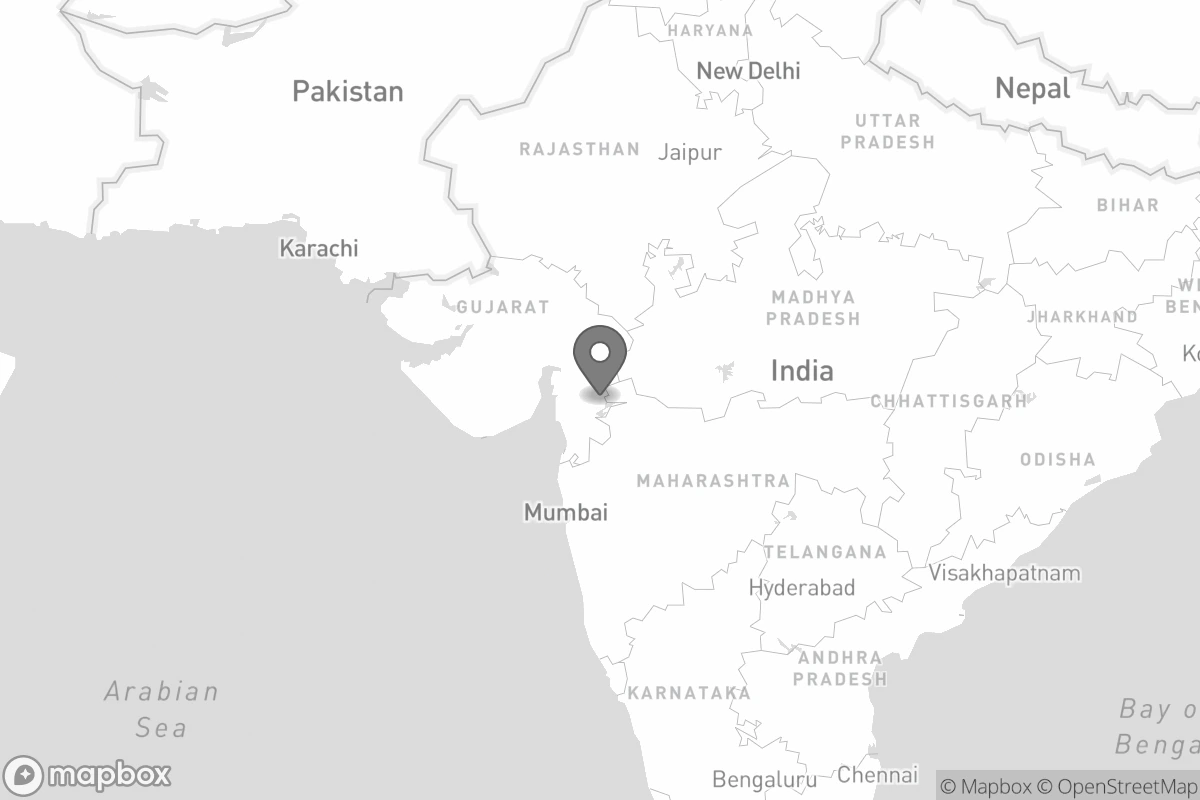 HARYANA
New Delhi
Pakistan
Nepal
UTTAR
PRADESH
RAJASTHAN
Jaipur
BIHAR
Karachi
GUJARAT
MADHYA
PRADESH
JHARKHAND
India
CHHATTISGARH
ODISHA
MAHARASHTRA
Mumbai
TELANGANA
Hyderabad
Visakhapatnam
ANDHRA
PRADESH
KARNATAKA
Arabian
Sea
Bay o
Benga
Bengaluru
Chennai
mapbox
© Mapbox © OpenStreetMap